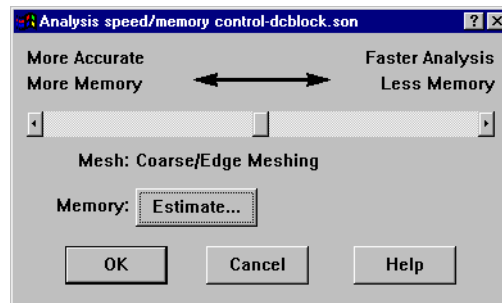 Analysis speed/memory control-dcblock.son
More Accurate
More Memory
Faster Analysis
Less Memory
Mesh: Coarse/Edge Meshing
Memory: Estimate...
OK Cancel Help